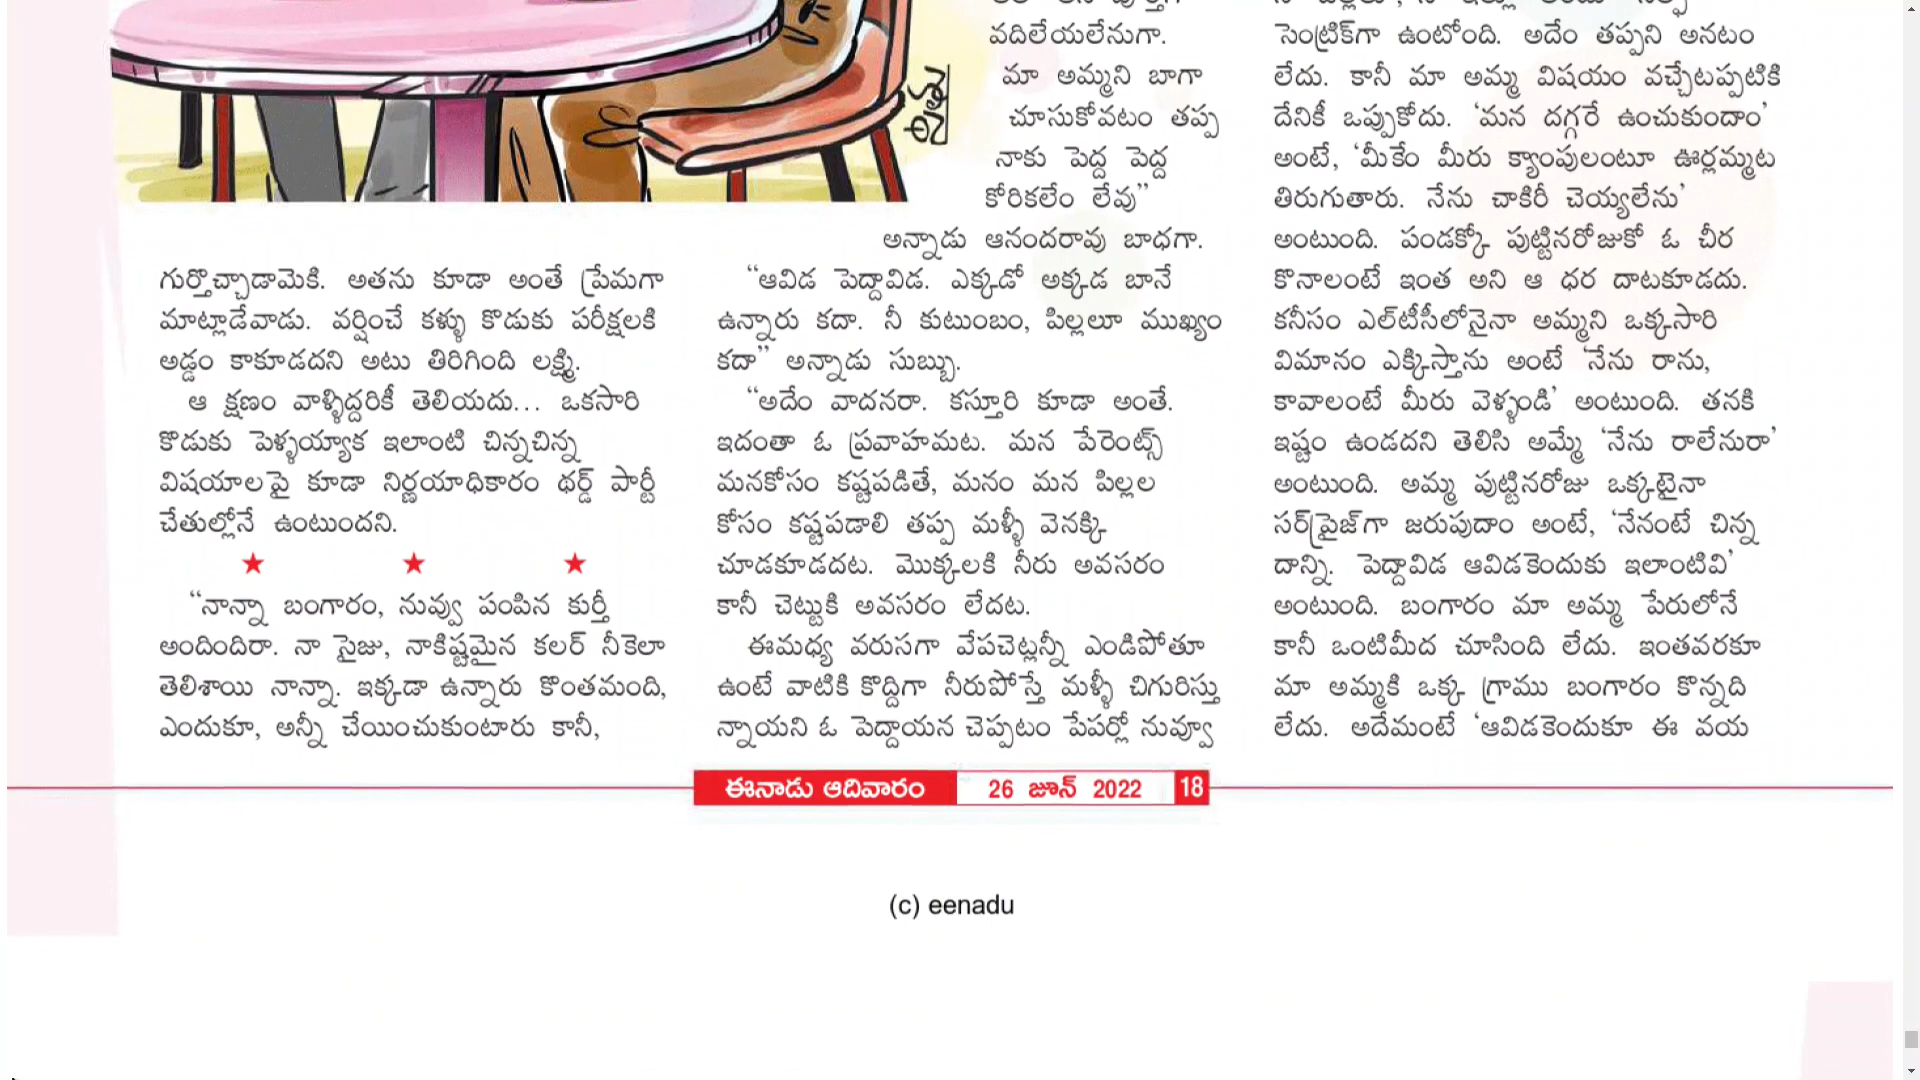 గుర్తొచ్చాడామెకి. అతను కూడా అంతే ప్రేమగా
మాట్లాడేవాడు. వర్షించే కళ్ళు కొడుకు పరీక్షలకి
అడ్డం కాకూడదని అటు తిరిగింది లక్ష్మి.
ఆ క్షణం వాళ్ళిద్దరికీ తెలియదు... ఒకసారి
కొడుకు పెళ్ళయ్యాక ఇలాంటి చిన్నచిన్న
విషయాలపై కూడా నిర్ణయాధికారం థర్డ్ పార్టీ
చేతుల్లోనే ఉంటుందని.
★ ★ ★
“నాన్నా బంగారం, నువ్వు పంపిన కుర్తీ
అందిందిరా. నా సైజు, నాకిష్టమైన కలర్ నీకెలా
తెలిశాయి నాన్నా. ఇక్కడా ఉన్నారు కొంతమంది,
ఎందుకూ, అన్నీ చేయించుకుంటారు కానీ,
వదిలేయలేనుగా.
మా అమ్మని బాగా
చూసుకోవటం తప్ప
నాకు పెద్ద పెద్ద
కోరికలేం లేవు”
అన్నాడు ఆనందరావు బాధగా.
“ఆవిడ పెద్దావిడ. ఎక్కడో అక్కడ బానే
ఉన్నారు కదా. నీ కుటుంబం, పిల్లలూ ముఖ్యం
కదా” అన్నాడు సుబ్బు.
“అదేం వాదనరా. కస్తూరి కూడా అంతే.
ఇదంతా ఓ ప్రవాహమట. మన పేరెంట్స్
మనకోసం కష్టపడితే, మనం మన పిల్లల
కోసం కష్టపడాలి తప్ప మళ్ళీ వెనక్కి
చూడకూడదట. మొక్కలకి నీరు అవసరం
కానీ చెట్టుకి అవసరం లేదట.
ఈమధ్య వరుసగా వేపచెట్లన్నీ ఎండిపోతూ
ఉంటే వాటికి కొద్దిగా నీరుపోస్తే మళ్ళీ చిగురిస్తు
న్నాయని ఓ పెద్దాయన చెప్పటం పేపర్లో నువ్వూ
సెంట్రిక్‌గా ఉంటోంది. అదేం తప్పని అనటం
లేదు. కానీ మా అమ్మ విషయం వచ్చేటప్పటికి
దేనికీ ఒప్పుకోదు. ‘మన దగ్గరే ఉంచుకుందాం’
అంటే, ‘మీకేం మీరు క్యాంపులంటూ ఊర్లమ్మట
తిరుగుతారు. నేను చాకిరీ చెయ్యలేను’
అంటుంది. పండక్కో పుట్టినరోజుకో ఓ చీర
కొనాలంటే ఇంత అని ఆ ధర దాటకూడదు.
కనీసం ఎల్‌టీసీలోనైనా అమ్మని ఒక్కసారి
విమానం ఎక్కిస్తాను అంటే ‘నేను రాను,
కావాలంటే మీరు వెళ్ళండి’ అంటుంది. తనకి
ఇష్టం ఉండదని తెలిసి అమ్మే ‘నేను రాలేనురా’
అంటుంది. అమ్మ పుట్టినరోజు ఒక్కటైనా
సర్‌ప్రైజ్‌గా జరుపుదాం అంటే, ‘నేనంటే చిన్న
దాన్ని. పెద్దావిడ ఆవిడకెందుకు ఇలాంటివి’
అంటుంది. బంగారం మా అమ్మ పేరులోనే
కానీ ఒంటిమీద చూసింది లేదు. ఇంతవరకూ
మా అమ్మకి ఒక్క గ్రాము బంగారం కొన్నది
లేదు. అదేమంటే ‘ఆవిడకెందుకూ ఈ వయ
ఈనాడు ఆదివారం 26 జూన్ 2022 18
(c) eenadu